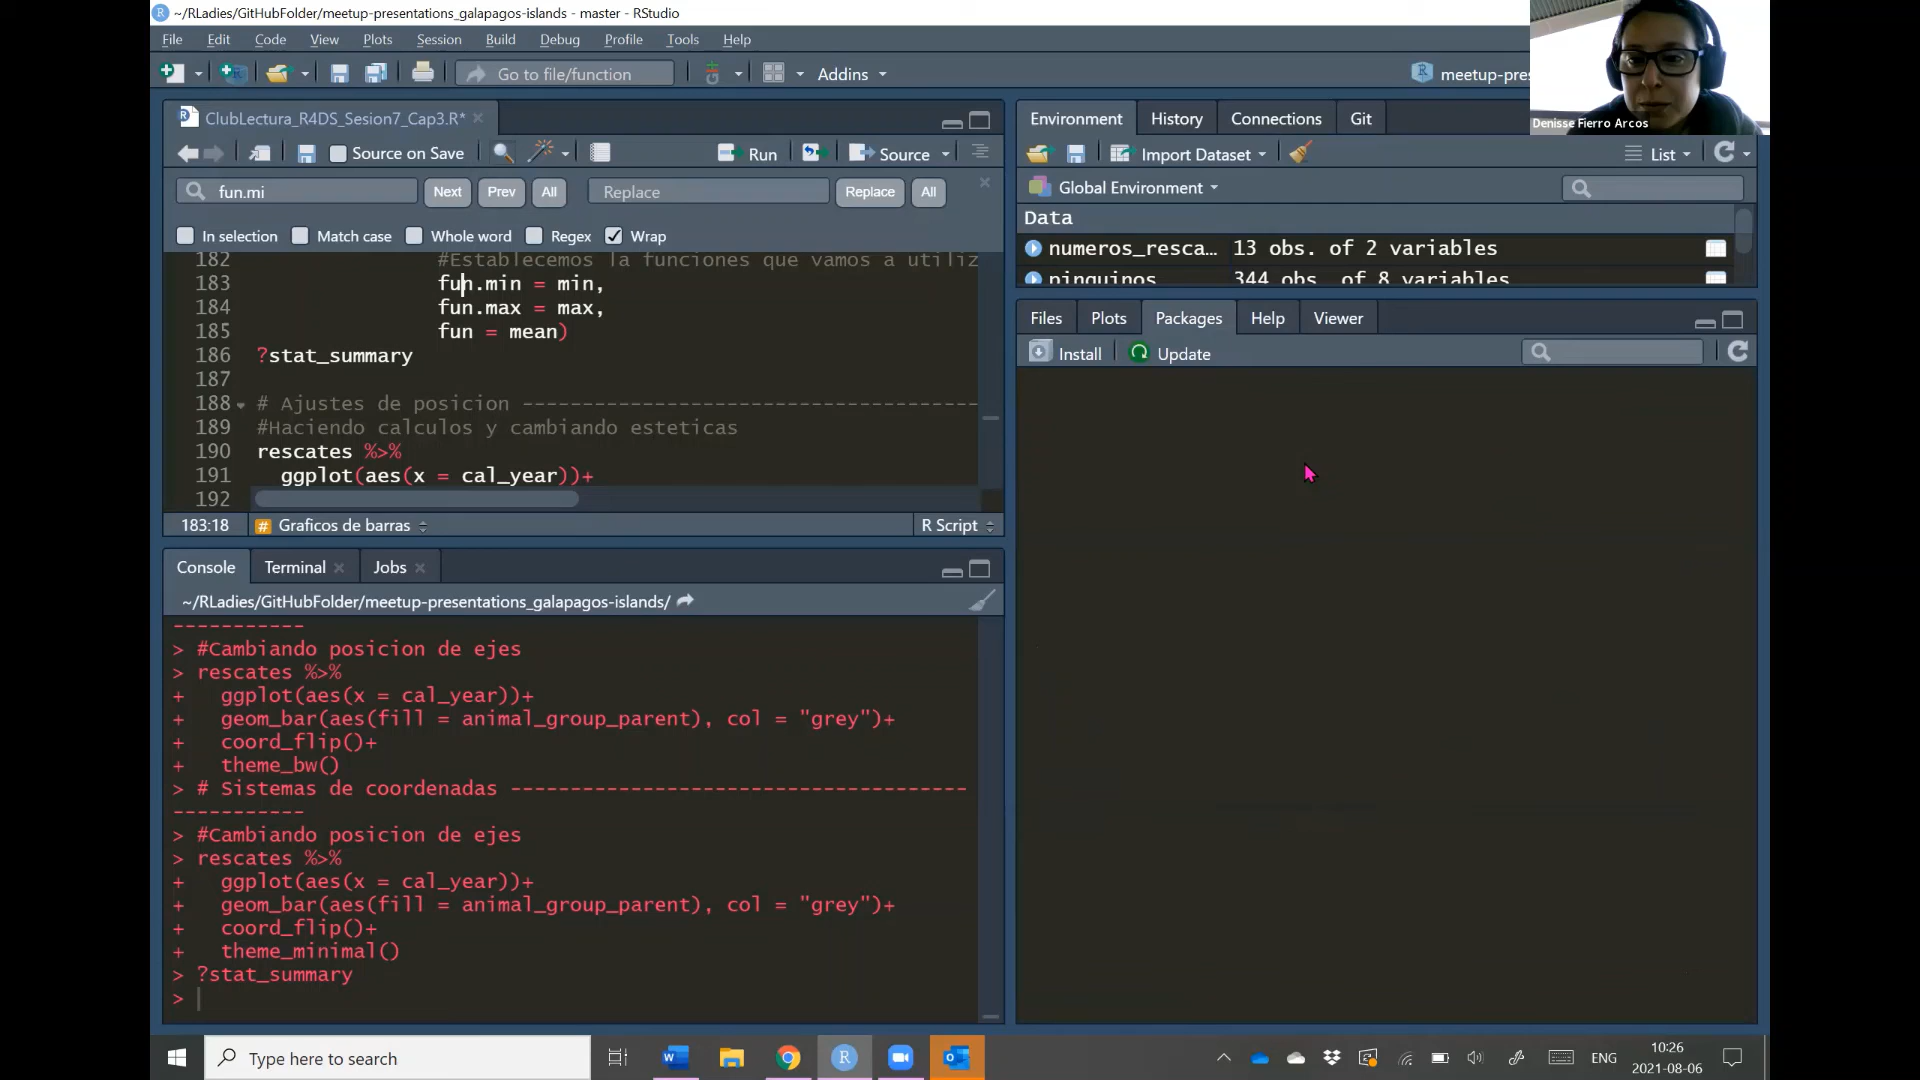 ~/RLadies/GitHubFolder/meetup-presentations_galapagos-islands - master - RStudio
File Edit Code View Plots Session Build Debug Profile Tools Help
Go to file/function Addins meetup-pres
Denisse Fierro Arcos
ClubLectura_R4DS_Sesion7_Cap3.R*
Source on Save Run Source
fun.mi Next Prev All Replace Replace All
In selection Match case Whole word Regex Wrap
182 #Establecemos la funciones que vamos a utiliz
183 fun.min = min,
184 fun.max = max,
185 fun = mean)
186 ?stat_summary
187
188 # Ajustes de posicion ---------------------------------------
189 #Haciendo calculos y cambiando esteticas
190 rescates %>%
191 ggplot(aes(x = cal_year))+
192
183:18 # Graficos de barras R Script
Console Terminal Jobs
~/RLadies/GitHubFolder/meetup-presentations_galapagos-islands/
-----------
> #Cambiando posicion de ejes
> rescates %>%
+ ggplot(aes(x = cal_year))+
+ geom_bar(aes(fill = animal_group_parent), col = "grey")+
+ coord_flip()+
+ theme_bw()
> # Sistemas de coordenadas --------------------------------------
-----------
> #Cambiando posicion de ejes
> rescates %>%
+ ggplot(aes(x = cal_year))+
+ geom_bar(aes(fill = animal_group_parent), col = "grey")+
+ coord_flip()+
+ theme_minimal()
> ?stat_summary
>
Environment History Connections Git
Import Dataset List
Global Environment
Data
numeros_resca... 13 obs. of 2 variables
pinguinos 344 obs. of 8 variables
Files Plots Packages Help Viewer
Install Update
Type here to search
ENG
10:26
2021-08-06